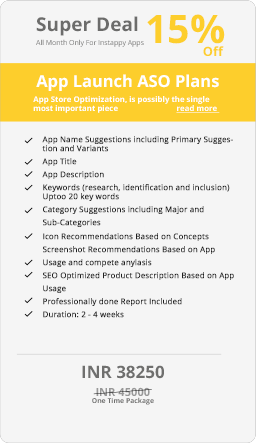 Super Deal 15%
All Month Only For Instappy Apps
Off
App Launch ASO Plans
App Store Optimization, is possibly the single
most important piece read more
App Name Suggestions including Primary Sugges-
tion and Variants
App Title
App Description
Keywords (research, identification and inclusion)
Uptoo 20 key words
Category Suggestions including Major and
Sub-Categories
Icon Recommendations Based on Concepts
Screenshot Recommendations Based on App
Usage and compete anylasis
SEO Optimized Product Description Based on App
Usage
Professionally done Report Included
Duration: 2 - 4 weeks
INR 38250
INR 45000
One Time Package